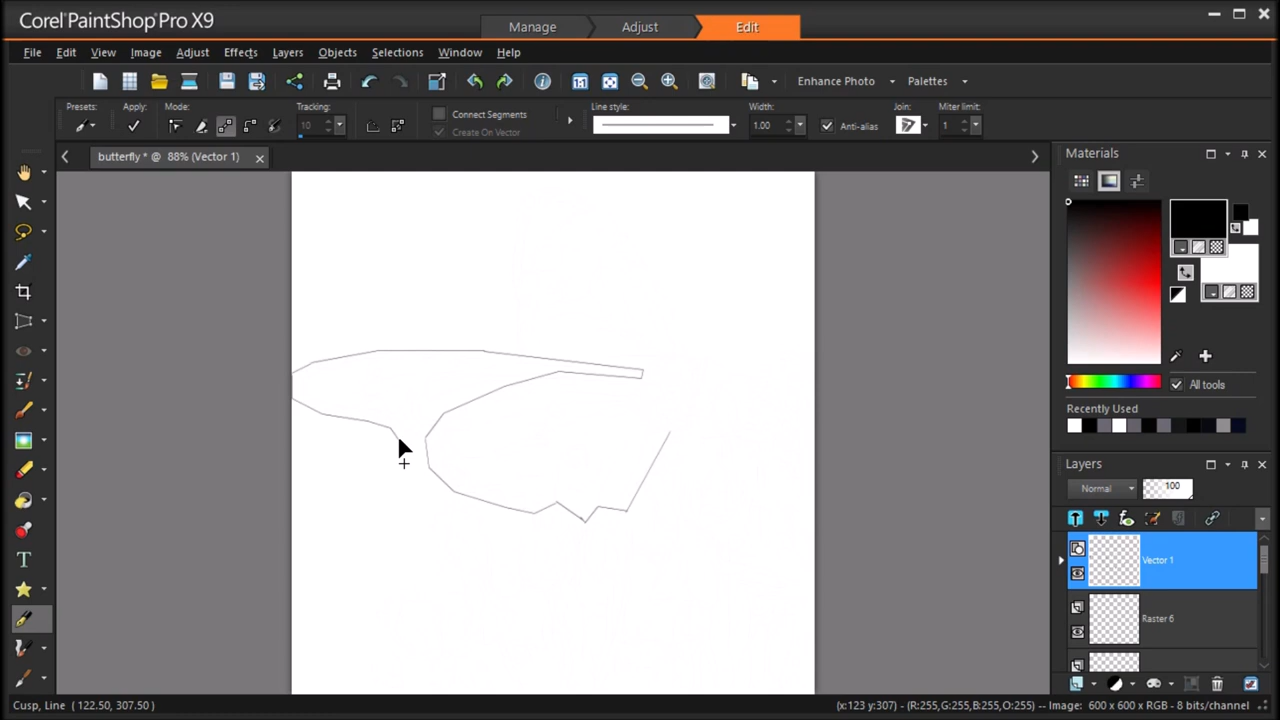 Corel PaintShop Pro X9
Manage Adjust Edit
File Edit View Image Adjust Effects Layers Objects Selections Window Help
1:1 Enhance Photo Palettes
Presets: Apply: Mode: Tracking: 10 Connect Segments Create On Vector Line style: Width: 1.00 Anti-alias Join: Miter limit: 1
butterfly * @ 88% (Vector 1)
Materials
All tools
Recently Used
Layers
Normal 100
Vector 1
Raster 6
T
Cusp, Line ( 122.50, 307.50 ) (x:123 y:307) - (R:255,G:255,B:255,O:255) -- Image: 600 x 600 x RGB - 8 bits/channel